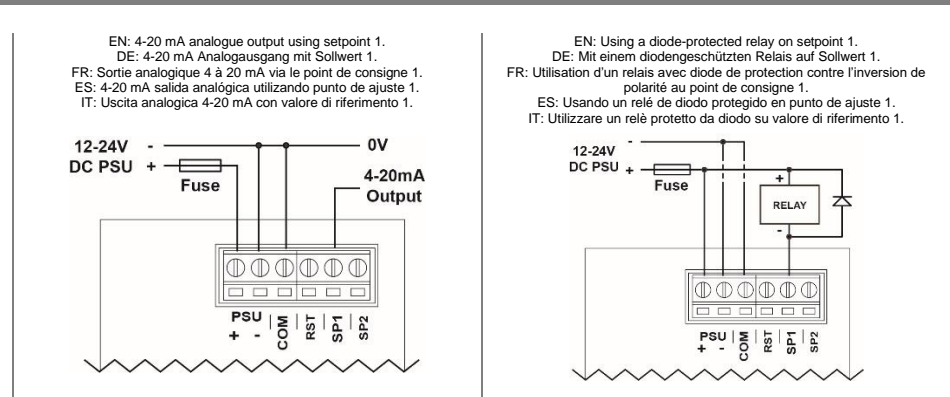 EN: 4-20 mA analogue output using setpoint 1.
DE: 4-20 mA Analogausgang mit Sollwert 1.
FR: Sortie analogique 4 à 20 mA via le point de consigne 1.
ES: 4-20 mA salida analógica utilizando punto de ajuste 1.
IT: Uscita analogica 4-20 mA con valore di riferimento 1.
12-24V - 0V
DC PSU + 4-20mA
Fuse Output
PSU COM RST SP1 SP2
+ -
EN: Using a diode-protected relay on setpoint 1.
DE: Mit einem diodengeschützten Relais auf Sollwert 1.
FR: Utilisation d'un relais avec diode de protection contre l'inversion de
polarité au point de consigne 1.
ES: Usando un relé de diodo protegido en punto de ajuste 1.
IT: Utilizzare un relè protetto da diodo su valore di riferimento 1.
12-24V -
DC PSU +
Fuse
+
RELAY
-
PSU COM RST SP1 SP2
+ -